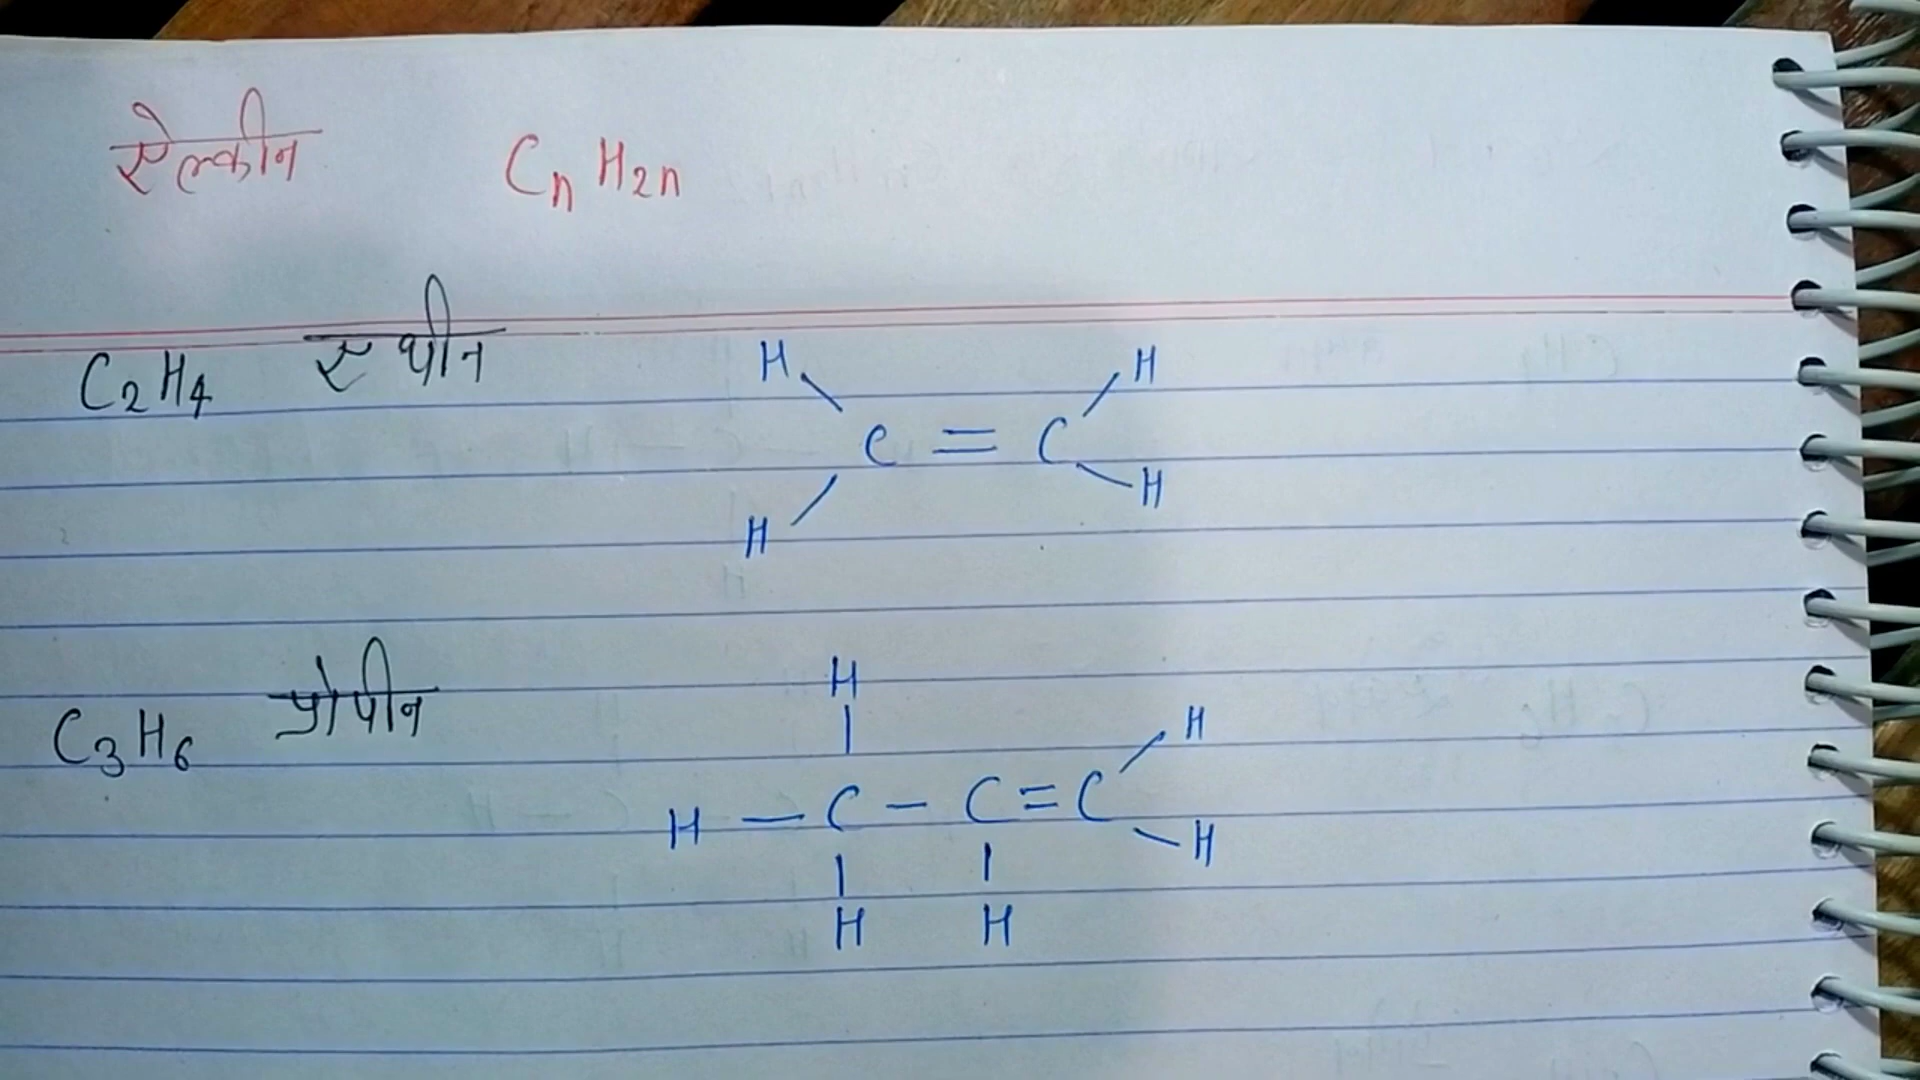 ऐल्कीन CnH2n
C2H4 एथीन
H H
C = C
H
H
C3H6 प्रोपीन
H
H
H — C — C = C
H
H H